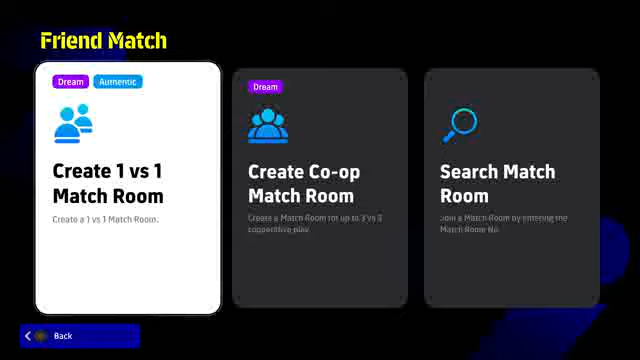 Friend Match
Dream Authentic
Create 1 vs 1
Match Room
Create a 1 vs 1 Match Room.
Dream
Create Co-op
Match Room
Create a Match Room for up to 3 vs 3
cooperative play.
Search Match
Room
Join a Match Room by entering the
Match Room No.
Back